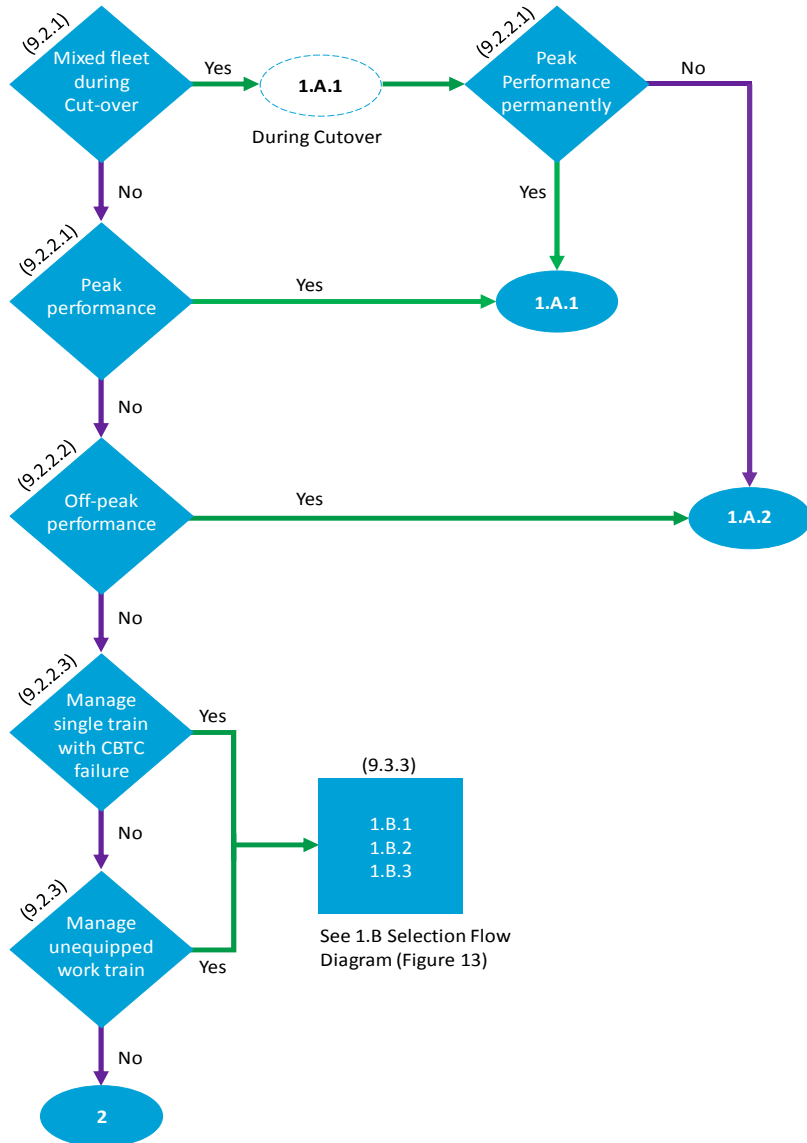 (9.2.1)
Mixed fleet
during
Cut-over
Yes
1.A.1
During Cutover
(9.2.2.1)
Peak
Performance
permanently
No
Yes
No
(9.2.2.1)
Peak
performance
Yes
1.A.1
No
(9.2.2.2)
Off-peak
performance
Yes
1.A.2
No
(9.2.2.3)
Manage
single train
with CBTC
failure
Yes
(9.3.3)
1.B.1
1.B.2
1.B.3
See 1.B Selection Flow
Diagram (Figure 13)
No
(9.2.3)
Manage
unequipped
work train
Yes
No
2